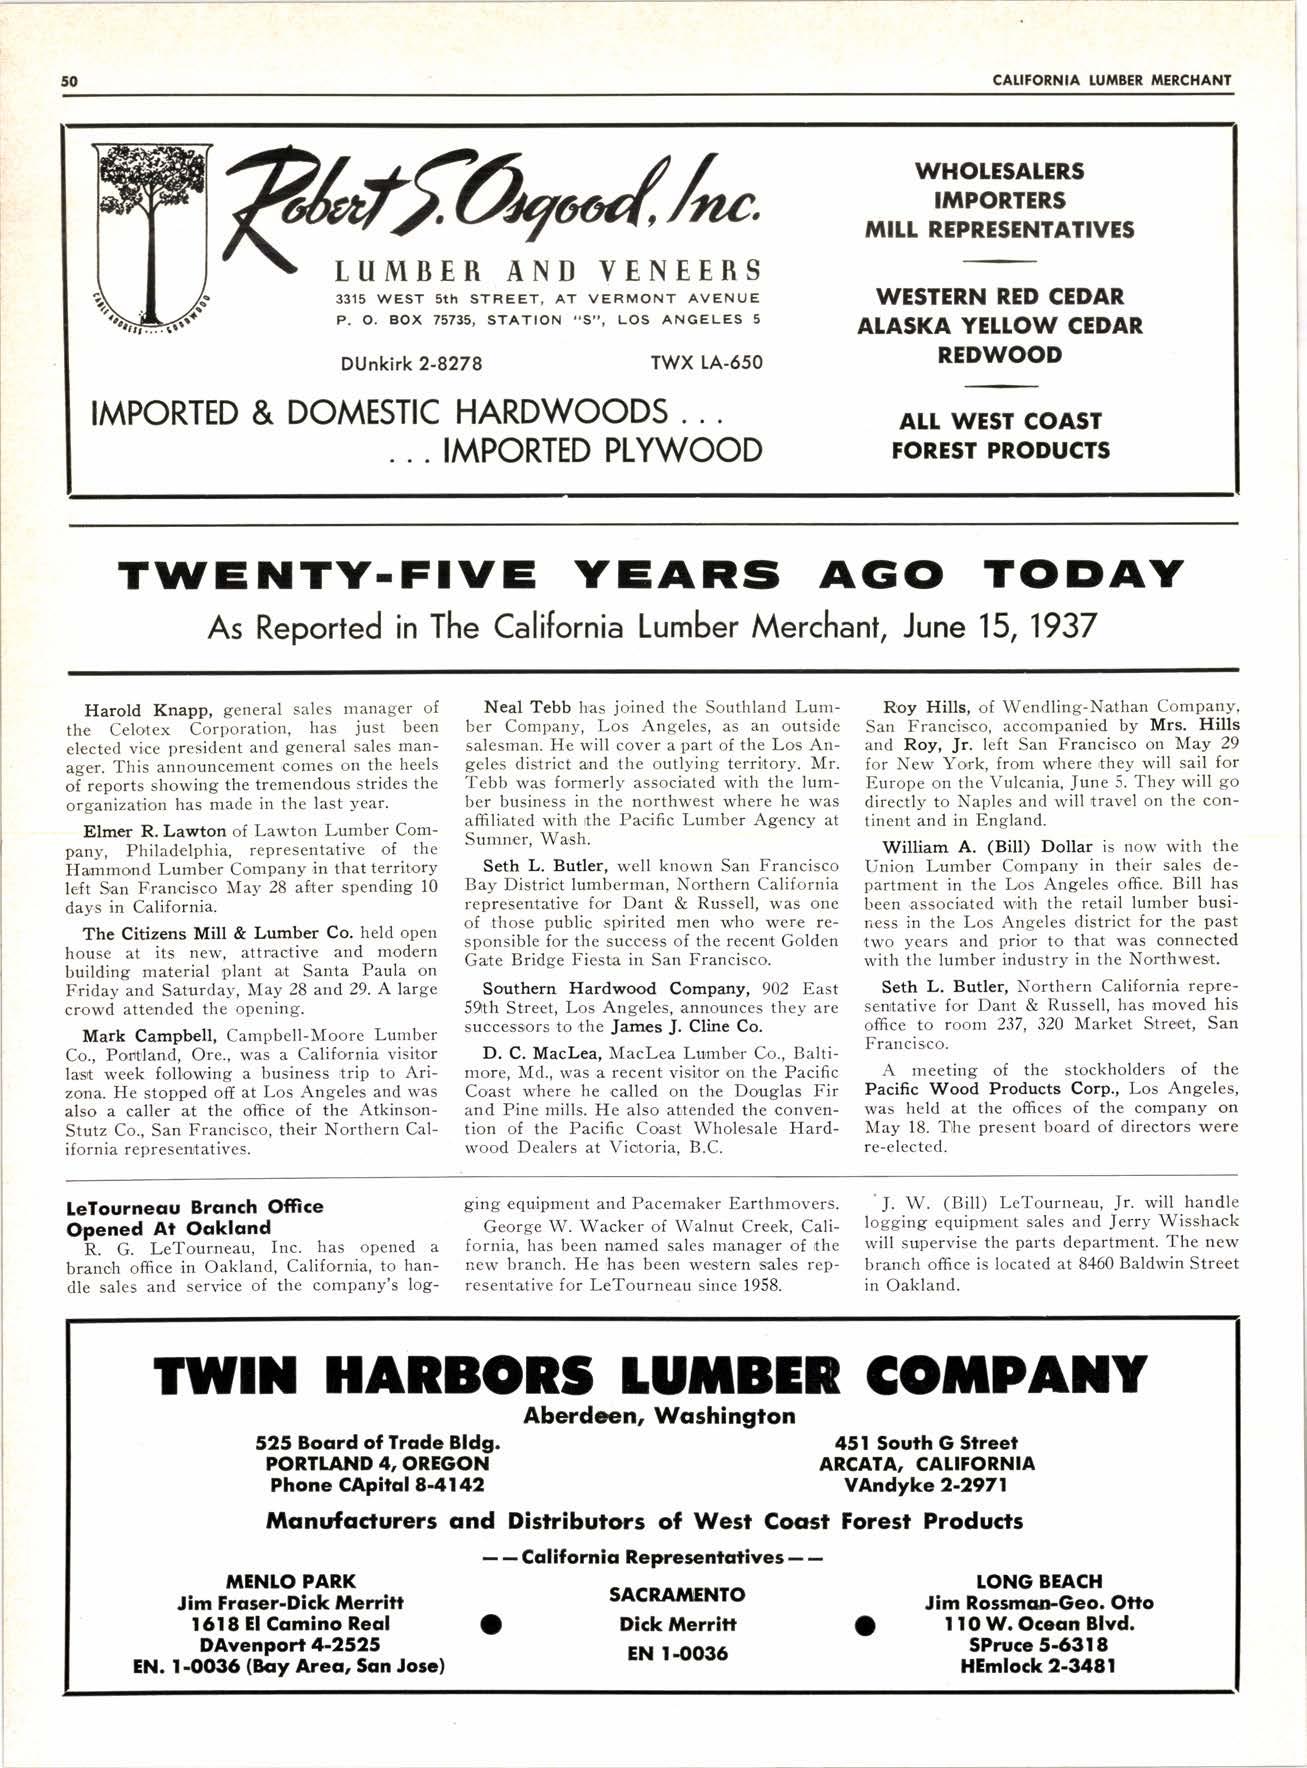 50
CALIFORNIA LUMBER MERCHANT
Robert S. Osgood, Inc.
LUMBER AND VENEERS
3315 WEST 5th STREET, AT VERMONT AVENUE
P. O. BOX 75735, STATION "S", LOS ANGELES 5
CABLE ADDRESS.... GOODWOOD
DUnkirk 2-8278 TWX LA-650
IMPORTED & DOMESTIC HARDWOODS . . .
. . . IMPORTED PLYWOOD
WHOLESALERS
IMPORTERS
MILL REPRESENTATIVES
WESTERN RED CEDAR
ALASKA YELLOW CEDAR
REDWOOD
ALL WEST COAST
FOREST PRODUCTS
TWENTY-FIVE YEARS AGO TODAY
As Reported in The California Lumber Merchant, June 15, 1937
Harold Knapp, general sales manager of
the Celotex Corporation, has just been
elected vice president and general sales man-
ager. This announcement comes on the heels
of reports showing the tremendous strides the
organization has made in the last year.
Elmer R. Lawton of Lawton Lumber Com-
pany, Philadelphia, representative of the
Hammond Lumber Company in that territory
left San Francisco May 28 after spending 10
days in California.
The Citizens Mill & Lumber Co. held open
house at its new, attractive and modern
building material plant at Santa Paula on
Friday and Saturday, May 28 and 29. A large
crowd attended the opening.
Mark Campbell, Campbell-Moore Lumber
Co., Portland, Ore., was a California visitor
last week following a business trip to Ari-
zona. He stopped off at Los Angeles and was
also a caller at the office of the Atkinson-
Stutz Co., San Francisco, their Northern Cal-
ifornia representatives.
Neal Tebb has joined the Southland Lum-
ber Company, Los Angeles, as an outside
salesman. He will cover a part of the Los An-
geles district and the outlying territory. Mr.
Tebb was formerly associated with the lum-
ber business in the northwest where he was
affiliated with the Pacific Lumber Agency at
Sumner, Wash.
Seth L. Butler, well known San Francisco
Bay District lumberman, Northern California
representative for Dant & Russell, was one
of those public spirited men who were re-
sponsible for the success of the recent Golden
Gate Bridge Fiesta in San Francisco.
Southern Hardwood Company, 902 East
59th Street, Los Angeles, announces they are
successors to the James J. Cline Co.
D. C. MacLea, MacLea Lumber Co., Balti-
more, Md., was a recent visitor on the Pacific
Coast where he called on the Douglas Fir
and Pine mills. He also attended the conven-
tion of the Pacific Coast Wholesale Hard-
wood Dealers at Victoria, B.C.
Roy Hills, of Wendling-Nathan Company,
San Francisco, accompanied by Mrs. Hills
and Roy, Jr. left San Francisco on May 29
for New York, from where they will sail for
Europe on the Vulcania, June 5. They will go
directly to Naples and will travel on the con-
tinent and in England.
William A. (Bill) Dollar is now with the
Union Lumber Company in their sales de-
partment in the Los Angeles office. Bill has
been associated with the retail lumber busi-
ness in the Los Angeles district for the past
two years and prior to that was connected
with the lumber industry in the Northwest.
Seth L. Butler, Northern California repre-
sentative for Dant & Russell, has moved his
office to room 237, 320 Market Street, San
Francisco.
A meeting of the stockholders of the
Pacific Wood Products Corp., Los Angeles,
was held at the offices of the company on
May 18. The present board of directors were
re-elected.
LeTourneau Branch Office
Opened At Oakland
R. G. LeTourneau, Inc. has opened a
branch office in Oakland, California, to han-
dle sales and service of the company's log-
ging equipment and Pacemaker Earthmovers.
George W. Wacker of Walnut Creek, Cali-
fornia, has been named sales manager of the
new branch. He has been western sales rep-
resentative for LeTourneau since 1958.
J. W. (Bill) LeTourneau, Jr. will handle
logging equipment sales and Jerry Wisshack
will supervise the parts department. The new
branch office is located at 8460 Baldwin Street
in Oakland.
TWIN HARBORS LUMBER COMPANY
Aberdeen, Washington
525 Board of Trade Bldg.
PORTLAND 4, OREGON
Phone CApital 8-4142
451 South G Street
ARCATA, CALIFORNIA
VAndyke 2-2971
Manufacturers and Distributors of West Coast Forest Products
— — California Representatives — —
MENLO PARK
Jim Fraser-Dick Merritt
1618 El Camino Real
DAvenport 4-2525
EN. 1-0036 (Bay Area, San Jose)
SACRAMENTO
Dick Merritt
EN 1-0036
LONG BEACH
Jim Rossman-Geo. Otto
110 W. Ocean Blvd.
SPruce 5-6318
HEmlock 2-3481